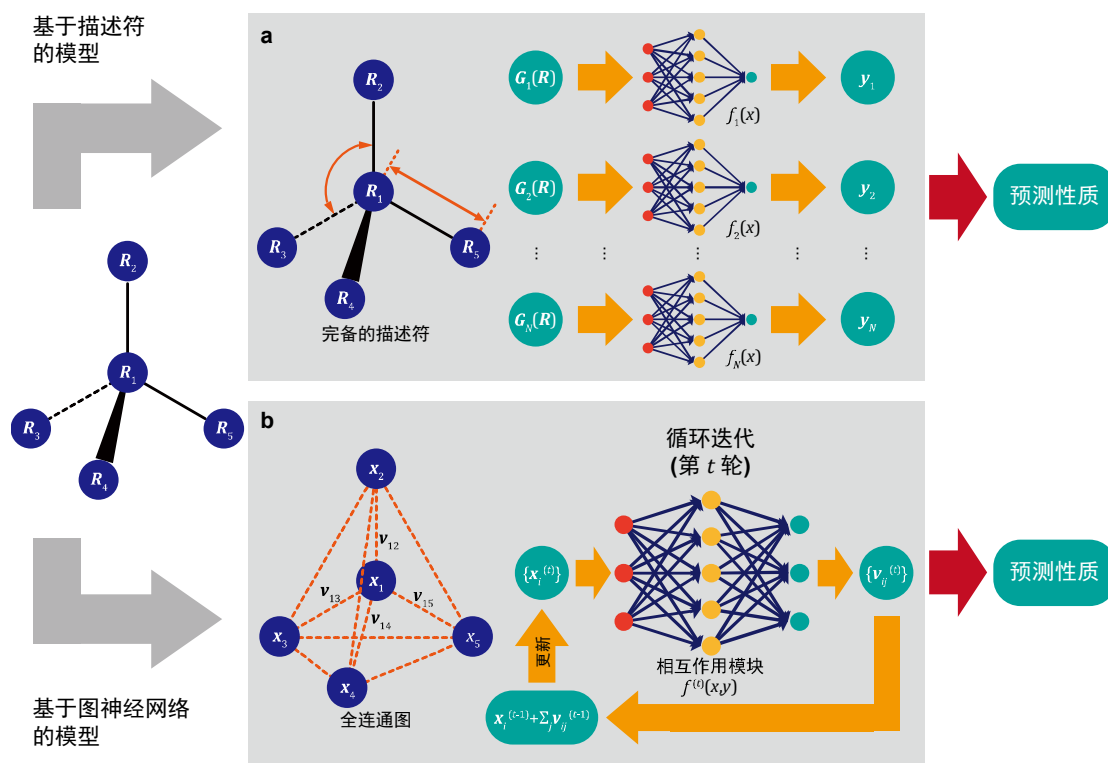 基于描述符
的模型
R₂
R₁
R₃
R₅
R₄
基于图神经网络
的模型
a
R₂
R₁
R₃
R₅
R₄
完备的描述符
G₁(R)
f₁(x)
y₁
G₂(R)
f₂(x)
y₂
⋮ ⋮ ⋮ ⋮ ⋮
G_N(R)
f_N(x)
y_N
预测性质
b
x₂
v₁₂
x₁
v₁₃
v₁₅
v₁₄
x₃
x₅
x₄
全连通图
循环迭代
(第 t 轮)
{xᵢ⁽ᵗ⁾}
{vᵢⱼ⁽ᵗ⁾}
相互作用模块
f⁽ᵗ⁾(x,y)
更新
xᵢ⁽ᵗ⁻¹⁾+Σⱼvᵢⱼ⁽ᵗ⁻¹⁾
预测性质